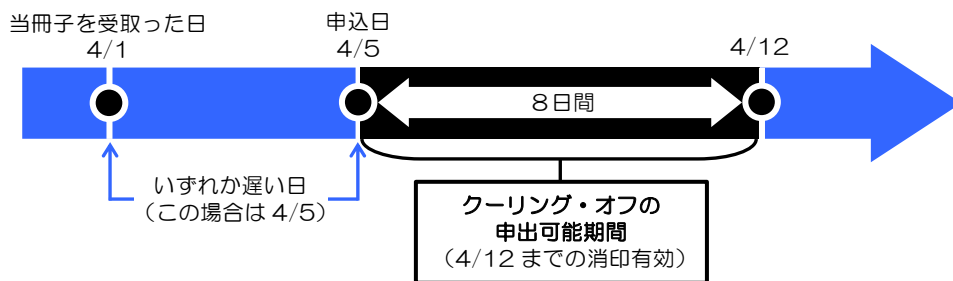 当冊子を受取った日
4/1
申込日
4/5
4/12
8日間
いずれか遅い日
（この場合は 4/5）
クーリング・オフの
申出可能期間
（4/12 までの消印有効）